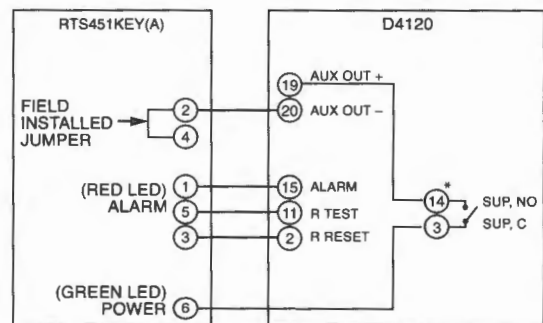 RTS451KEY(A)
D4120
19 AUX OUT +
FIELD
INSTALLED
JUMPER
2
20 AUX OUT –
4
(RED LED)
ALARM
1
15 ALARM
5
11 R TEST
3
2 R RESET
14 * SUP, NO
3 SUP, C
(GREEN LED)
POWER
6